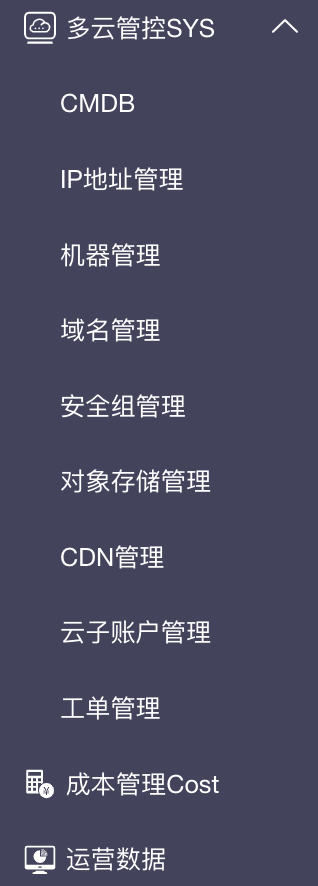 多云管控SYS
CMDB
IP地址管理
机器管理
域名管理
安全组管理
对象存储管理
CDN管理
云子账户管理
工单管理
成本管理Cost
运营数据